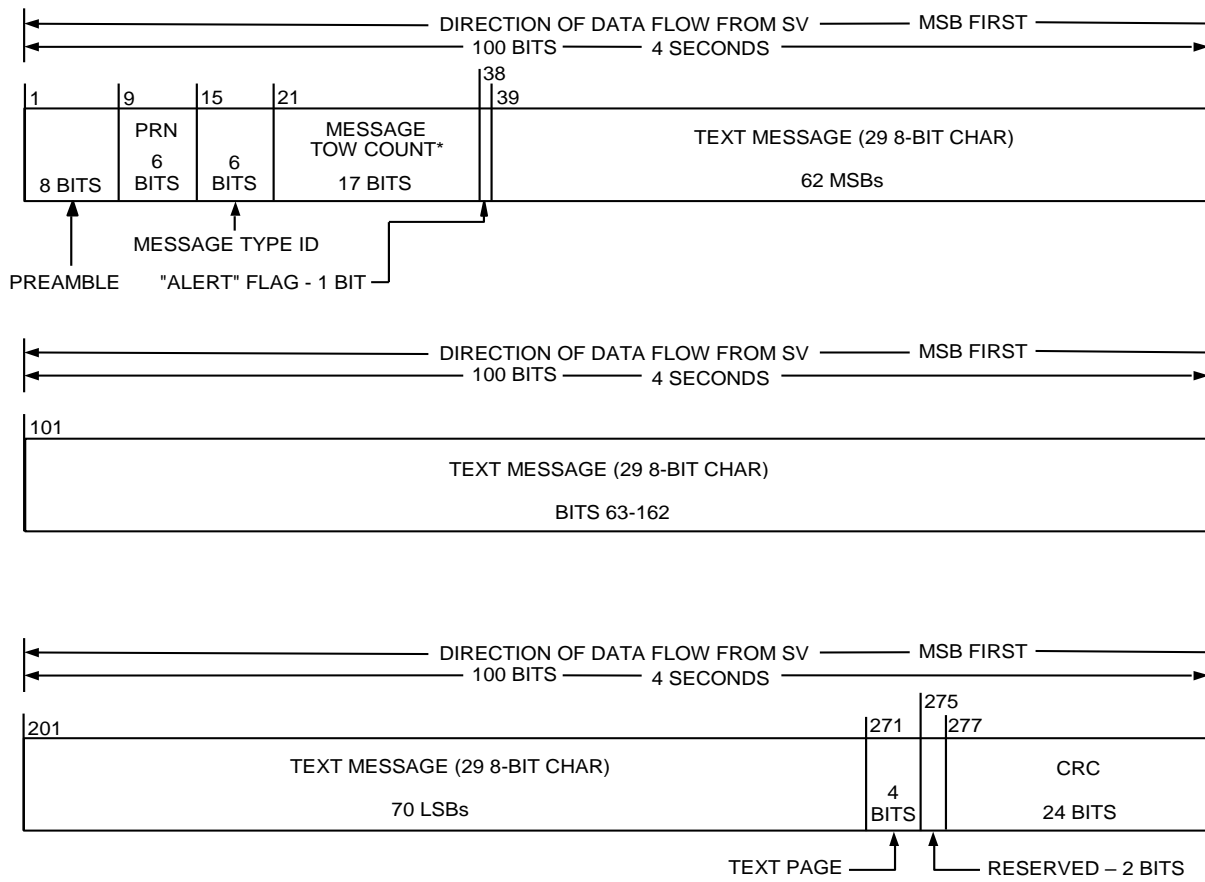 DIRECTION OF DATA FLOW FROM SV MSB FIRST
100 BITS 4 SECONDS
38
1 9 15 21 39
PRN
MESSAGE
TOW COUNT*
TEXT MESSAGE (29 8-BIT CHAR)
8 BITS
6
BITS
6
BITS
17 BITS
62 MSBs
MESSAGE TYPE ID
PREAMBLE
"ALERT" FLAG - 1 BIT
DIRECTION OF DATA FLOW FROM SV MSB FIRST
100 BITS 4 SECONDS
101
TEXT MESSAGE (29 8-BIT CHAR)
BITS 63-162
DIRECTION OF DATA FLOW FROM SV MSB FIRST
100 BITS 4 SECONDS
275
201 271 277
TEXT MESSAGE (29 8-BIT CHAR)
70 LSBs
4
BITS
CRC
24 BITS
TEXT PAGE
RESERVED – 2 BITS